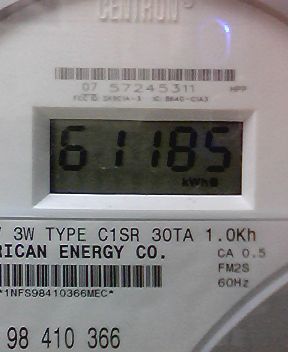 CENTRON®
07 57245311 HPP
61185
kWh
3W TYPE C1SR 30TA 1.0Kh
RICAN ENERGY CO. CA 0.5
FM2S
60Hz
*1NFS98410366MEC*
98 410 366